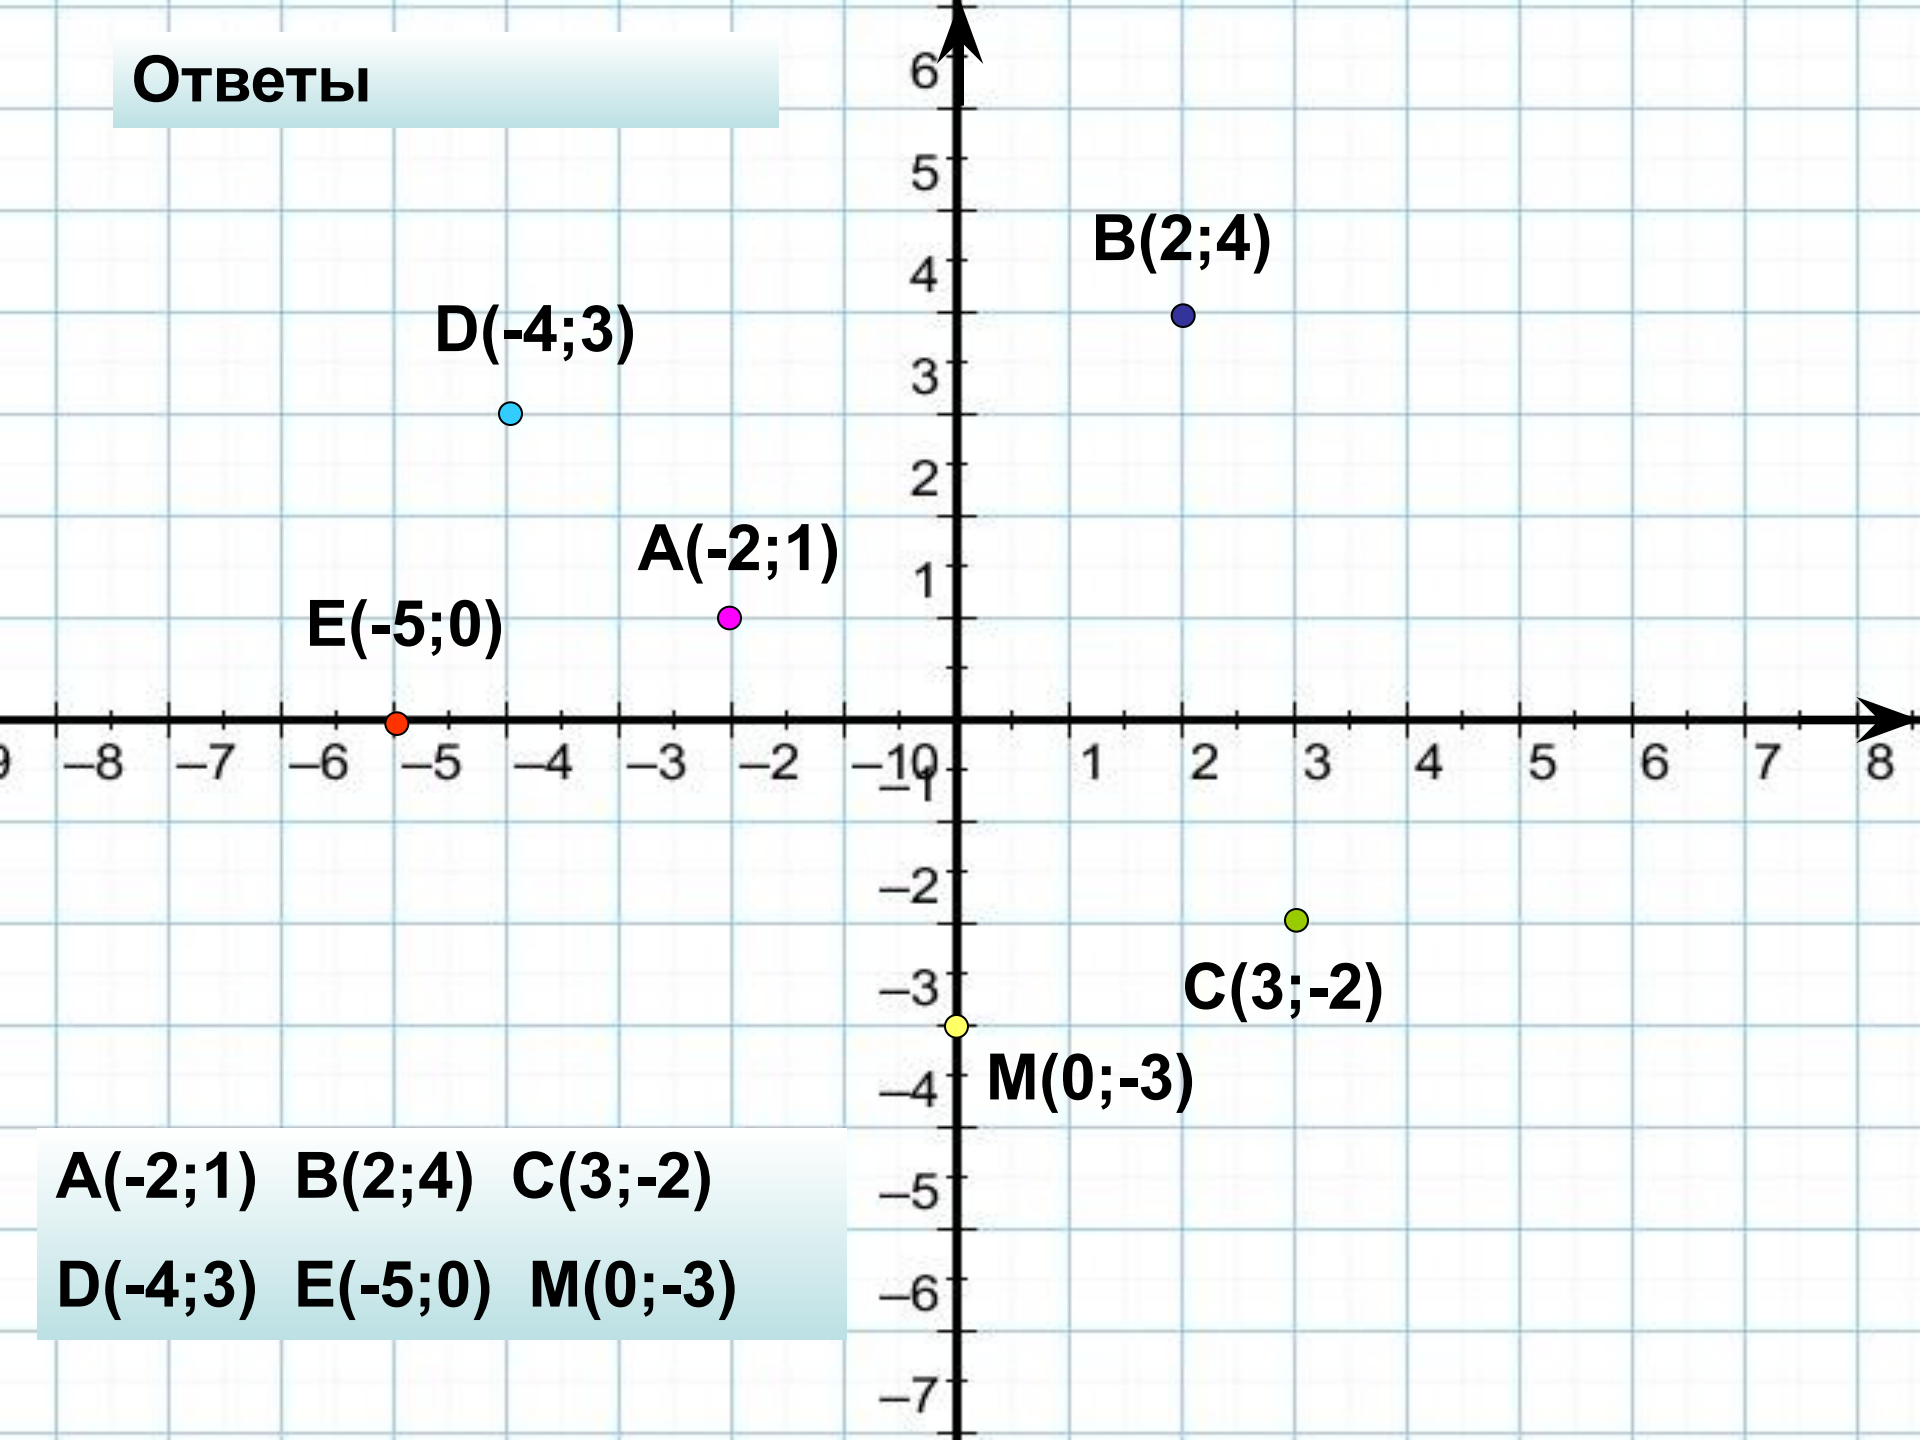 Ответы
6
5
B(2;4)
4
D(-4;3)
3
2
A(-2;1)
1
E(-5;0)
9 –8 –7 –6 –5 –4 –3 –2 –1 0 1 2 3 4 5 6 7 8
–1
–2
–3
C(3;-2)
M(0;-3)
–4
A(-2;1) B(2;4) C(3;-2)
–5
D(-4;3) E(-5;0) M(0;-3)
–6
–7